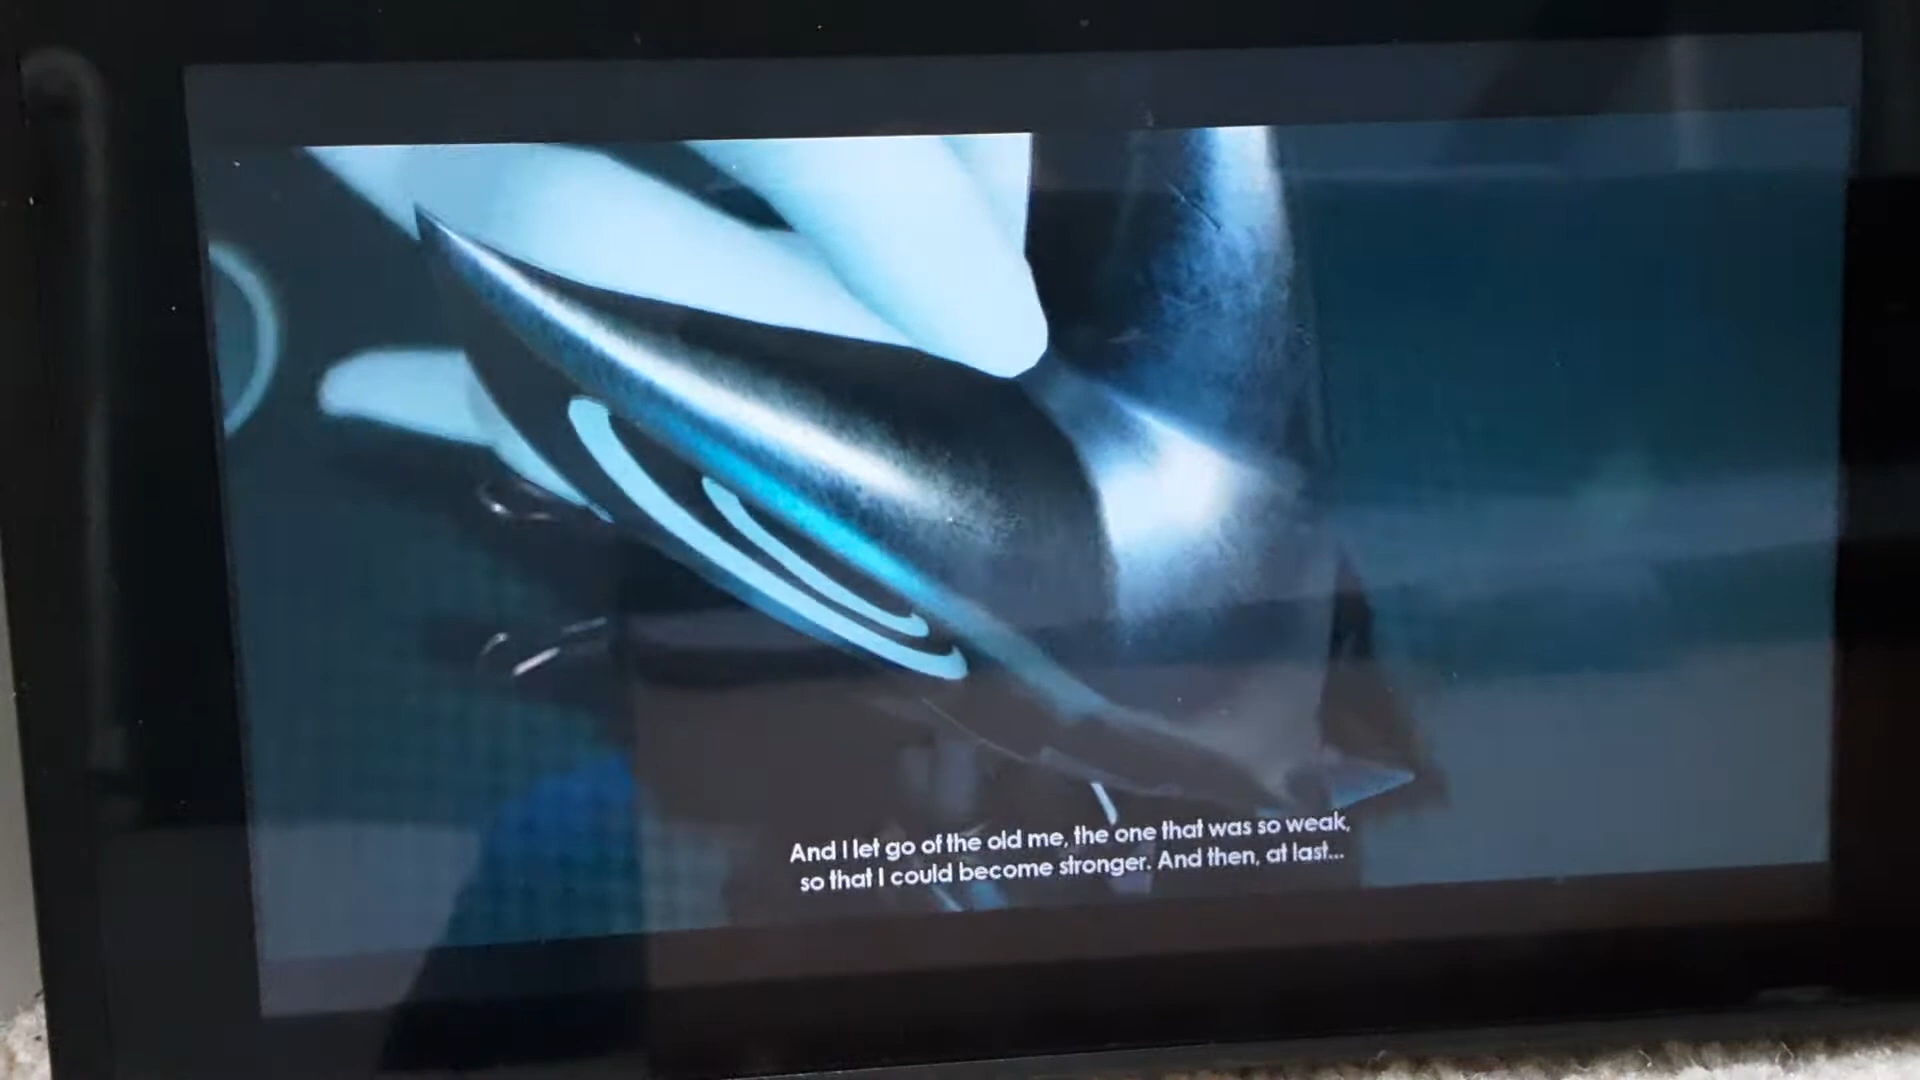 And I let go of the old me, the one that was so weak,
so that I could become stronger. And then, at last...